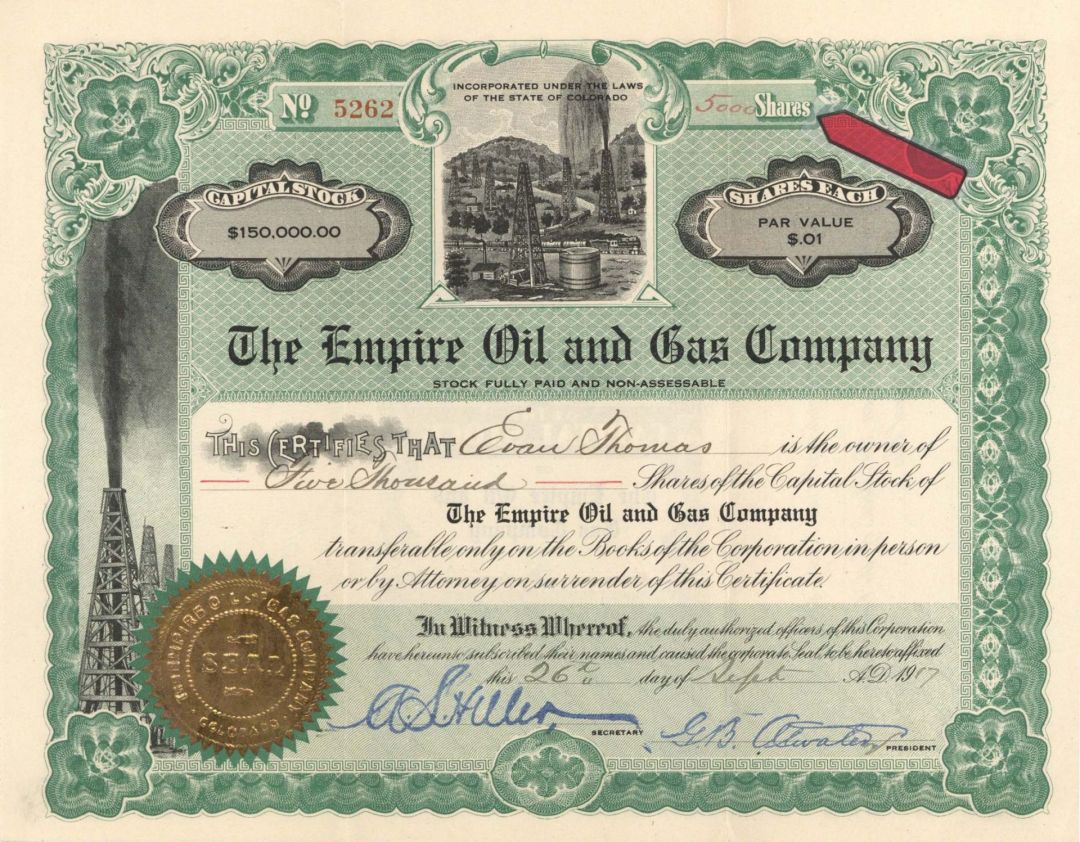 INCORPORATED UNDER THE LAWS
OF THE STATE OF COLORADO
No 5262
5000 Shares
CAPITAL STOCK
$150,000.00
SHARES EACH
PAR VALUE
$.01
The Empire Oil and Gas Company
STOCK FULLY PAID AND NON-ASSESSABLE
THIS CERTIFIES THAT Evan Thomas is the owner of
Five Thousand Shares of the Capital Stock of
The Empire Oil and Gas Company
transferable only on the Books of the Corporation in person
or by Attorney on surrender of this Certificate.
In Witness Whereof, the duly authorized officers of this Corporation
have hereunto subscribed their names and caused the corporate Seal to be hereto affixed
this 26th day of Sept A.D. 1917
A.S. Heller SECRETARY
G.B. Atwater PRESIDENT
SEAL
COLORADO